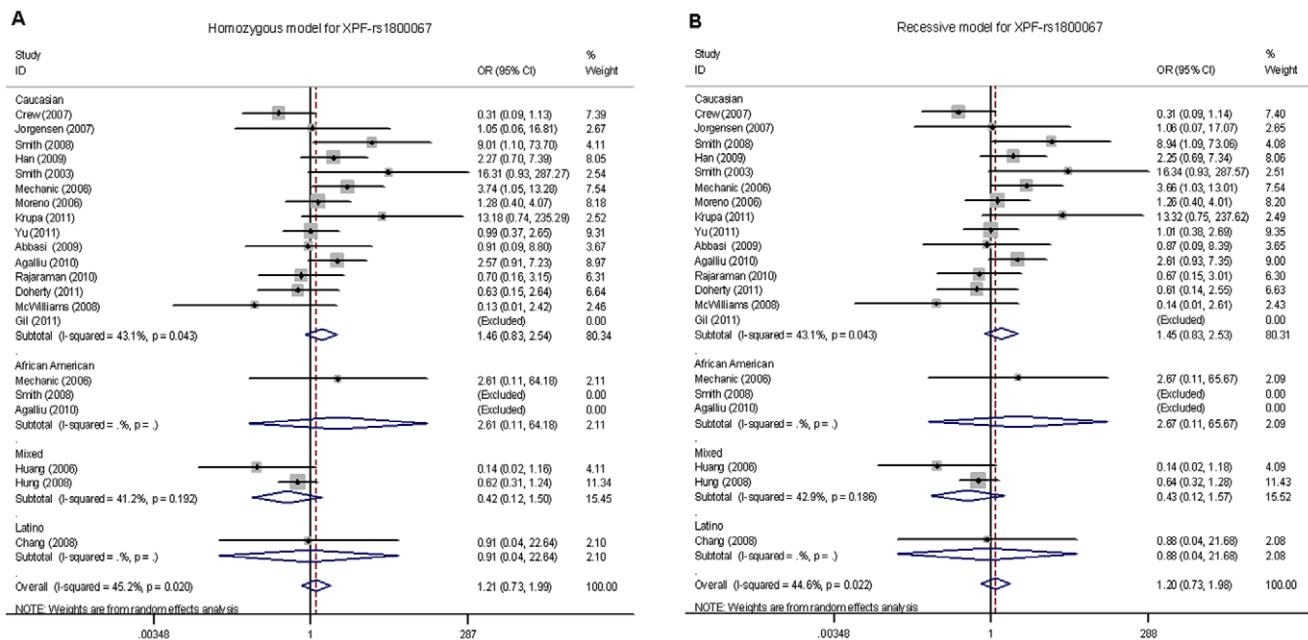 A
Homozygous model for XPF-rs1800067
Study
%
ID
OR (95% CI)
Weight
Caucasian
Crew (2007) 0.31 (0.09, 1.13) 7.39
Jorgensen (2007) 1.05 (0.06, 16.81) 2.67
Smith (2008) 9.01 (1.10, 73.70) 4.11
Han (2009) 2.27 (0.70, 7.39) 8.05
Smith (2003) 16.31 (0.93, 287.27) 2.54
Mechanic (2006) 3.74 (1.05, 13.28) 7.54
Moreno (2006) 1.28 (0.40, 4.07) 8.18
Krupa (2011) 13.18 (0.74, 235.29) 2.52
Yu (2011) 0.99 (0.37, 2.65) 9.31
Abbasi (2009) 0.91 (0.09, 8.80) 3.67
Agalliu (2010) 2.57 (0.91, 7.23) 8.97
Rajaraman (2010) 0.70 (0.16, 3.15) 6.31
Doherty (2011) 0.63 (0.15, 2.64) 6.64
McWilliams (2008) 0.13 (0.01, 2.42) 2.46
Gil (2011) (Excluded) 0.00
Subtotal (I-squared = 43.1%, p = 0.043) 1.46 (0.83, 2.54) 80.34
.
African American
Mechanic (2006) 2.61 (0.11, 64.18) 2.11
Smith (2008) (Excluded) 0.00
Agalliu (2010) (Excluded) 0.00
Subtotal (I-squared = .%, p = .) 2.61 (0.11, 64.18) 2.11
.
Mixed
Huang (2006) 0.14 (0.02, 1.16) 4.11
Hung (2008) 0.62 (0.31, 1.24) 11.34
Subtotal (I-squared = 41.2%, p = 0.192) 0.42 (0.12, 1.50) 15.45
.
Latino
Chang (2008) 0.91 (0.04, 22.64) 2.10
Subtotal (I-squared = .%, p = .) 0.91 (0.04, 22.64) 2.10
.
Overall (I-squared = 45.2%, p = 0.020) 1.21 (0.73, 1.99) 100.00
NOTE: Weights are from random effects analysis
.00348 1 287
B
Recessive model for XPF-rs1800067
Study
%
ID
OR (95% CI)
Weight
Caucasian
Crew (2007) 0.31 (0.09, 1.14) 7.40
Jorgensen (2007) 1.06 (0.07, 17.07) 2.65
Smith (2008) 8.94 (1.09, 73.06) 4.08
Han (2009) 2.25 (0.69, 7.34) 8.06
Smith (2003) 16.34 (0.93, 287.57) 2.51
Mechanic (2006) 3.66 (1.03, 13.01) 7.54
Moreno (2006) 1.26 (0.40, 4.01) 8.20
Krupa (2011) 13.32 (0.75, 237.62) 2.49
Yu (2011) 1.01 (0.38, 2.69) 9.35
Abbasi (2009) 0.87 (0.09, 8.39) 3.65
Agalliu (2010) 2.61 (0.93, 7.35) 9.00
Rajaraman (2010) 0.67 (0.15, 3.01) 6.30
Doherty (2011) 0.61 (0.14, 2.55) 6.63
McWilliams (2008) 0.14 (0.01, 2.61) 2.43
Gil (2011) (Excluded) 0.00
Subtotal (I-squared = 43.1%, p = 0.043) 1.45 (0.83, 2.53) 80.31
.
African American
Mechanic (2006) 2.67 (0.11, 65.67) 2.09
Smith (2008) (Excluded) 0.00
Agalliu (2010) (Excluded) 0.00
Subtotal (I-squared = .%, p = .) 2.67 (0.11, 65.67) 2.09
.
Mixed
Huang (2006) 0.14 (0.02, 1.18) 4.09
Hung (2008) 0.64 (0.32, 1.28) 11.43
Subtotal (I-squared = 42.9%, p = 0.186) 0.43 (0.12, 1.57) 15.52
.
Latino
Chang (2008) 0.88 (0.04, 21.68) 2.08
Subtotal (I-squared = .%, p = .) 0.88 (0.04, 21.68) 2.08
.
Overall (I-squared = 44.6%, p = 0.022) 1.20 (0.73, 1.98) 100.00
NOTE: Weights are from random effects analysis
.00348 1 288